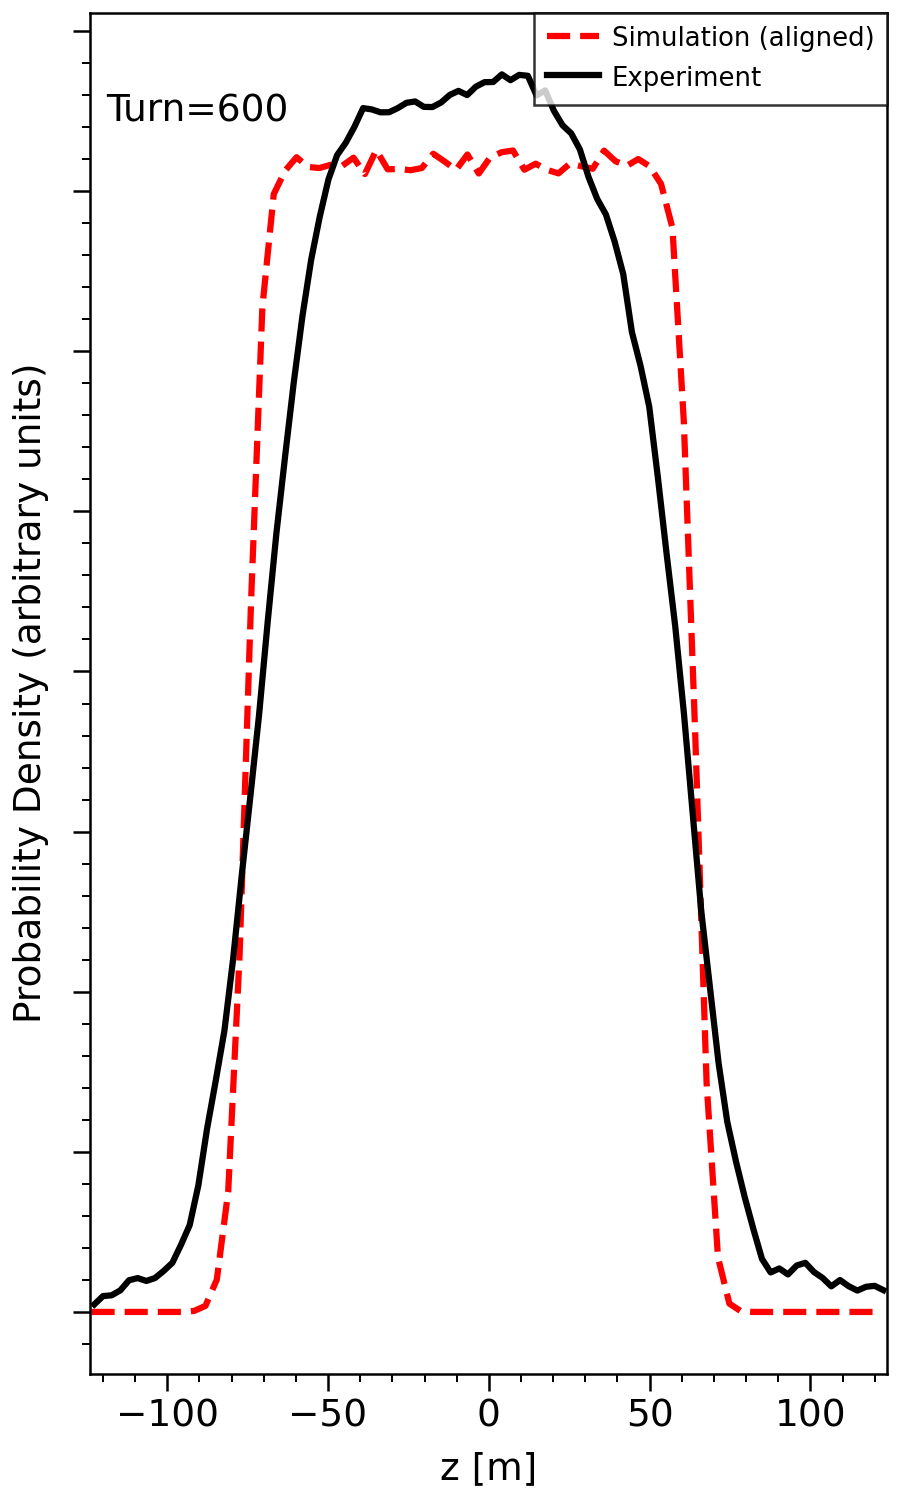 Simulation (aligned)
Experiment
Turn=600
Probability Density (arbitrary units)
−100
−50
0
50
100
z [m]